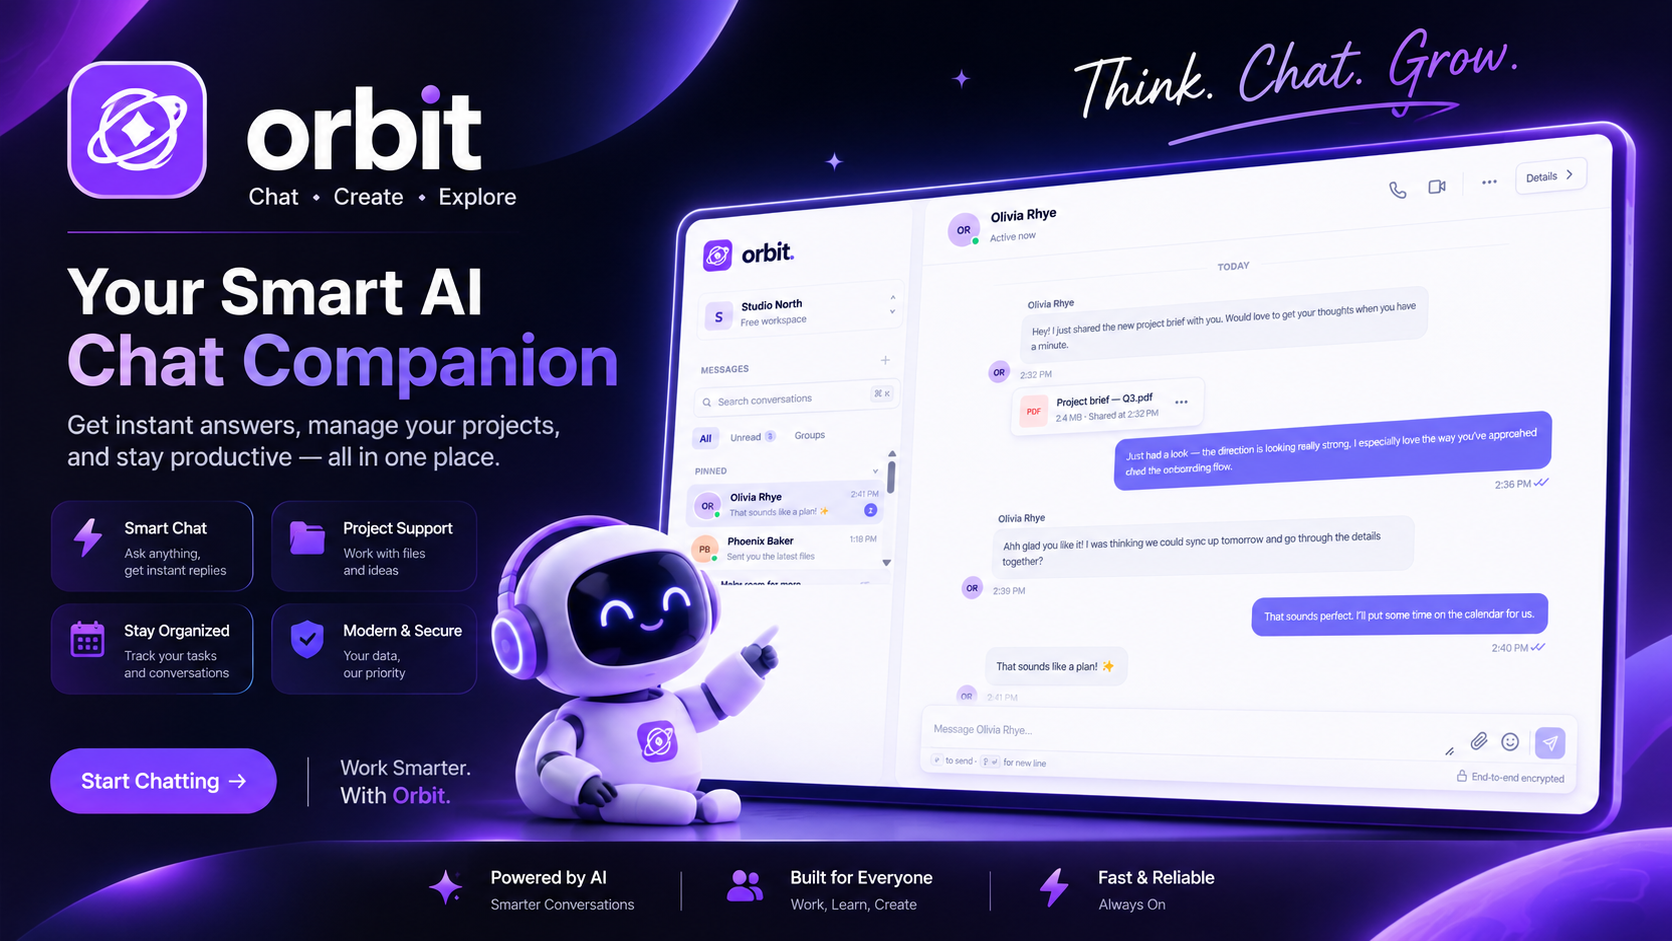 orbit
Chat • Create • Explore
Your Smart AI
Chat Companion
Get instant answers, manage your projects,
and stay productive — all in one place.
Smart Chat
Ask anything,
get instant replies
Project Support
Work with files
and ideas
Stay Organized
Track your tasks
and conversations
Modern & Secure
Your data,
our priority
Start Chatting →
Work Smarter.
With Orbit.
Think. Chat. Grow.
orbit.
S
Studio North
Free workspace
MESSAGES
Search conversations
⌘ K
All
Unread
Groups
PINNED
OR
Olivia Rhye
2:41 PM
That sounds like a plan! ✨
PB
Phoenix Baker
1:18 PM
Sent you the latest files
OR
Olivia Rhye
Active now
Details
TODAY
Olivia Rhye
Hey! I just shared the new project brief with you. Would love to get your thoughts when you have
a minute.
OR
2:32 PM
PDF
Project brief — Q3.pdf
2.4 MB · Shared at 2:32 PM
Just had a look — the direction is looking really strong. I especially love the way you've apprcəhed
the onboarding flow.
2:36 PM
Olivia Rhye
Ahh glad you like it! I was thinking we could sync up tomorrow and go through the details
together?
OR
2:39 PM
That sounds perfect. I'll put some time on the calendar for us.
2:40 PM
That sounds like a plan! ✨
OR
2:41 PM
Message Olivia Rhye...
to send ·
for new line
End-to-end encrypted
Powered by AI
Smarter Conversations
Built for Everyone
Work, Learn, Create
Fast & Reliable
Always On